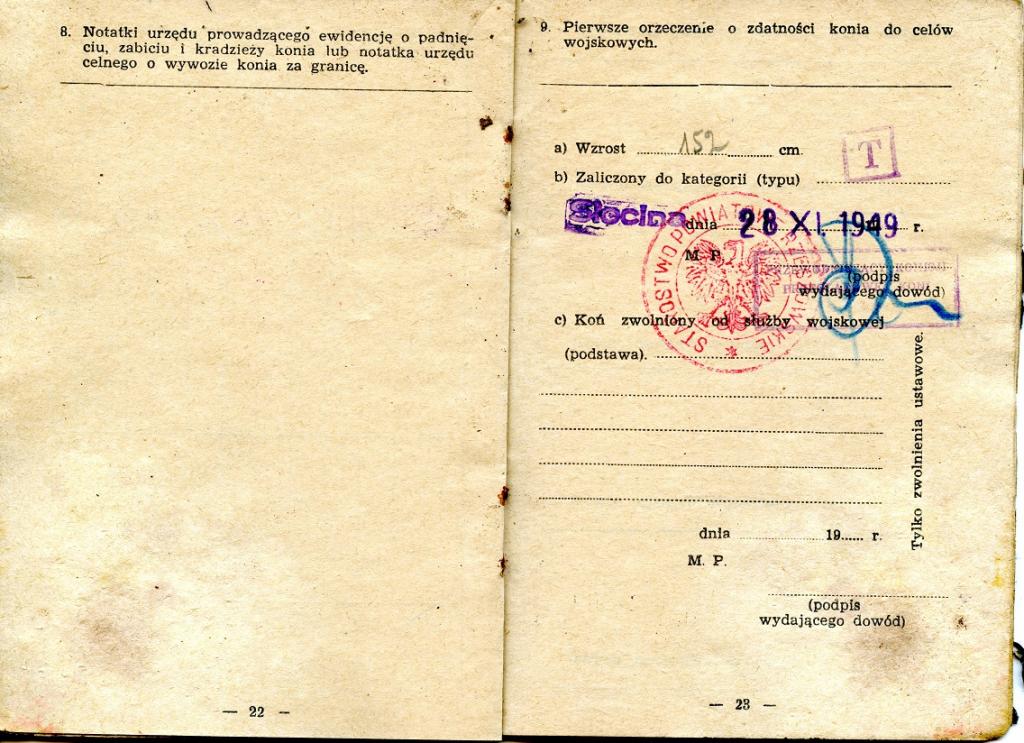 8. Notatki urzędu prowadzącego ewidencję o padnię-
ciu, zabiciu i kradzieży konia lub notatka urzędu
celnego o wywozie konia za granicę.
— 22 —
9. Pierwsze orzeczenie o zdatności konia do celów
wojskowych.
a) Wzrost 152 cm.
b) Zaliczony do kategorii (typu) T
Słocina dnia 28 XI. 1949 r.
M. P.
STAROSTWO POWIATOWE RZESZOWSKIE
(podpis
wydającego dowód)
c) Koń zwolniony od służby wojskowej
(podstawa).
Tylko zwolnienia ustawowe.
dnia 19 r.
M. P.
(podpis
wydającego dowód)
— 23 —